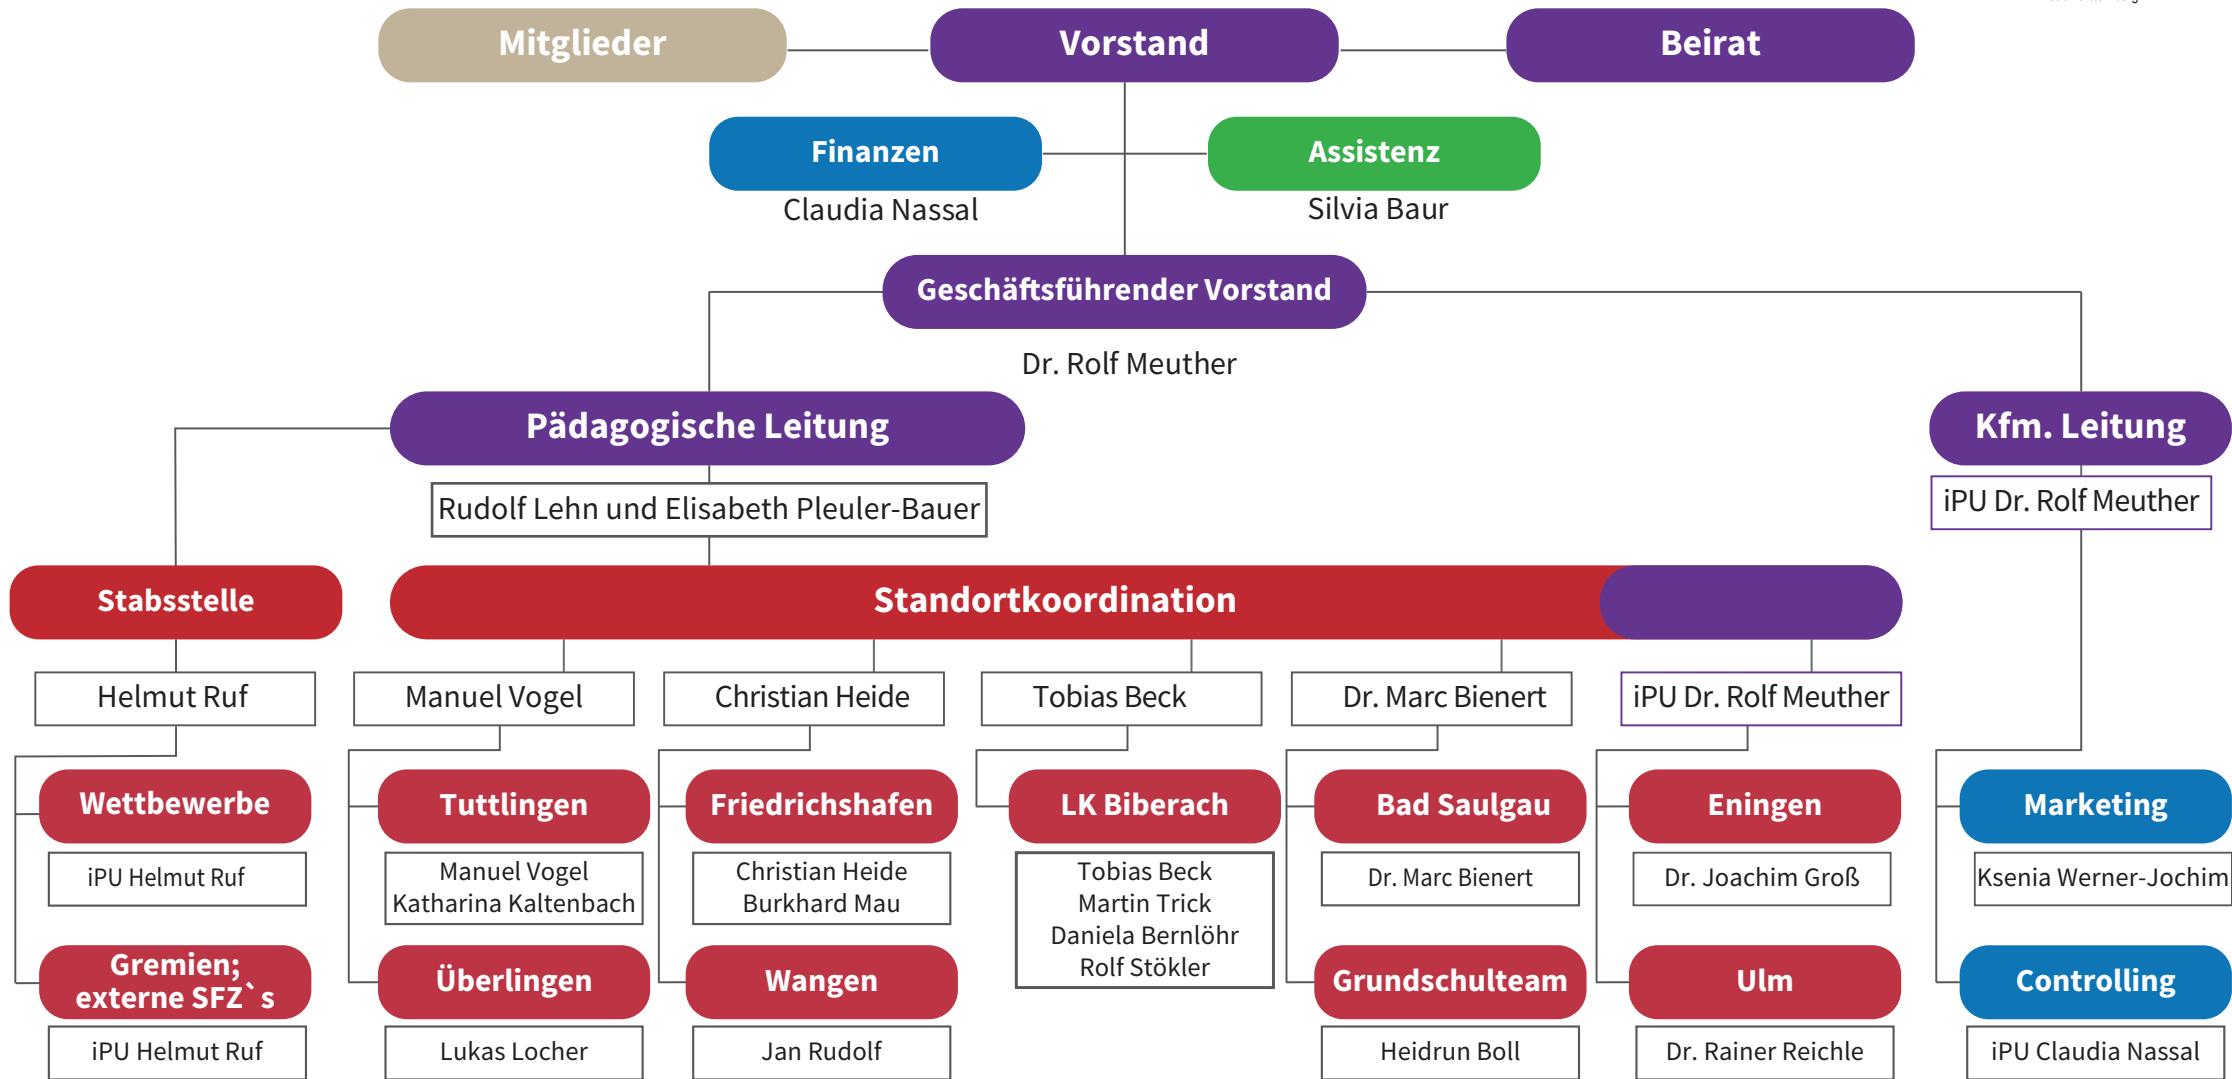 Mitglieder
Vorstand
Beirat
Finanzen
Assistenz
Claudia Nassal
Silvia Baur
Geschäftsführender Vorstand
Dr. Rolf Meuther
Pädagogische Leitung
Kfm. Leitung
Rudolf Lehn und Elisabeth Pleuler-Bauer
iPU Dr. Rolf Meuther
Stabsstelle
Standortkoordination
Helmut Ruf
Manuel Vogel
Christian Heide
Tobias Beck
Dr. Marc Bienert
iPU Dr. Rolf Meuther
Wettbewerbe
iPU Helmut Ruf
Gremien;
externe SFZ`s
iPU Helmut Ruf
Tuttlingen
Manuel Vogel
Katharina Kaltenbach
Überlingen
Lukas Locher
Friedrichshafen
Christian Heide
Burkhard Mau
Wangen
Jan Rudolf
LK Biberach
Tobias Beck
Martin Trick
Daniela Bernlöhr
Rolf Stökler
Bad Saulgau
Dr. Marc Bienert
Grundschulteam
Heidrun Boll
Eningen
Dr. Joachim Groß
Ulm
Dr. Rainer Reichle
Marketing
Ksenia Werner-Jochim
Controlling
iPU Claudia Nassal